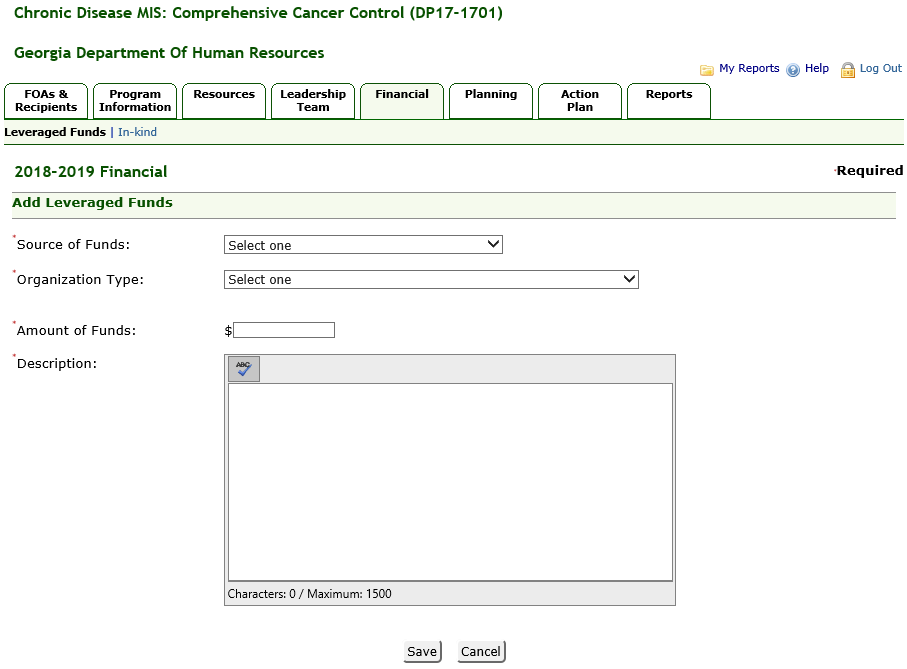 Chronic Disease MIS: Comprehensive Cancer Control (DP17-1701)
Georgia Department Of Human Resources
My Reports Help Log Out
FOAs & Recipients
Program Information
Resources
Leadership Team
Financial
Planning
Action Plan
Reports
Leveraged Funds | In-kind
2018-2019 Financial
*Required
Add Leveraged Funds
*Source of Funds: Select one
*Organization Type: Select one
*Amount of Funds: $
*Description:
ABC
Characters: 0 / Maximum: 1500
Save Cancel